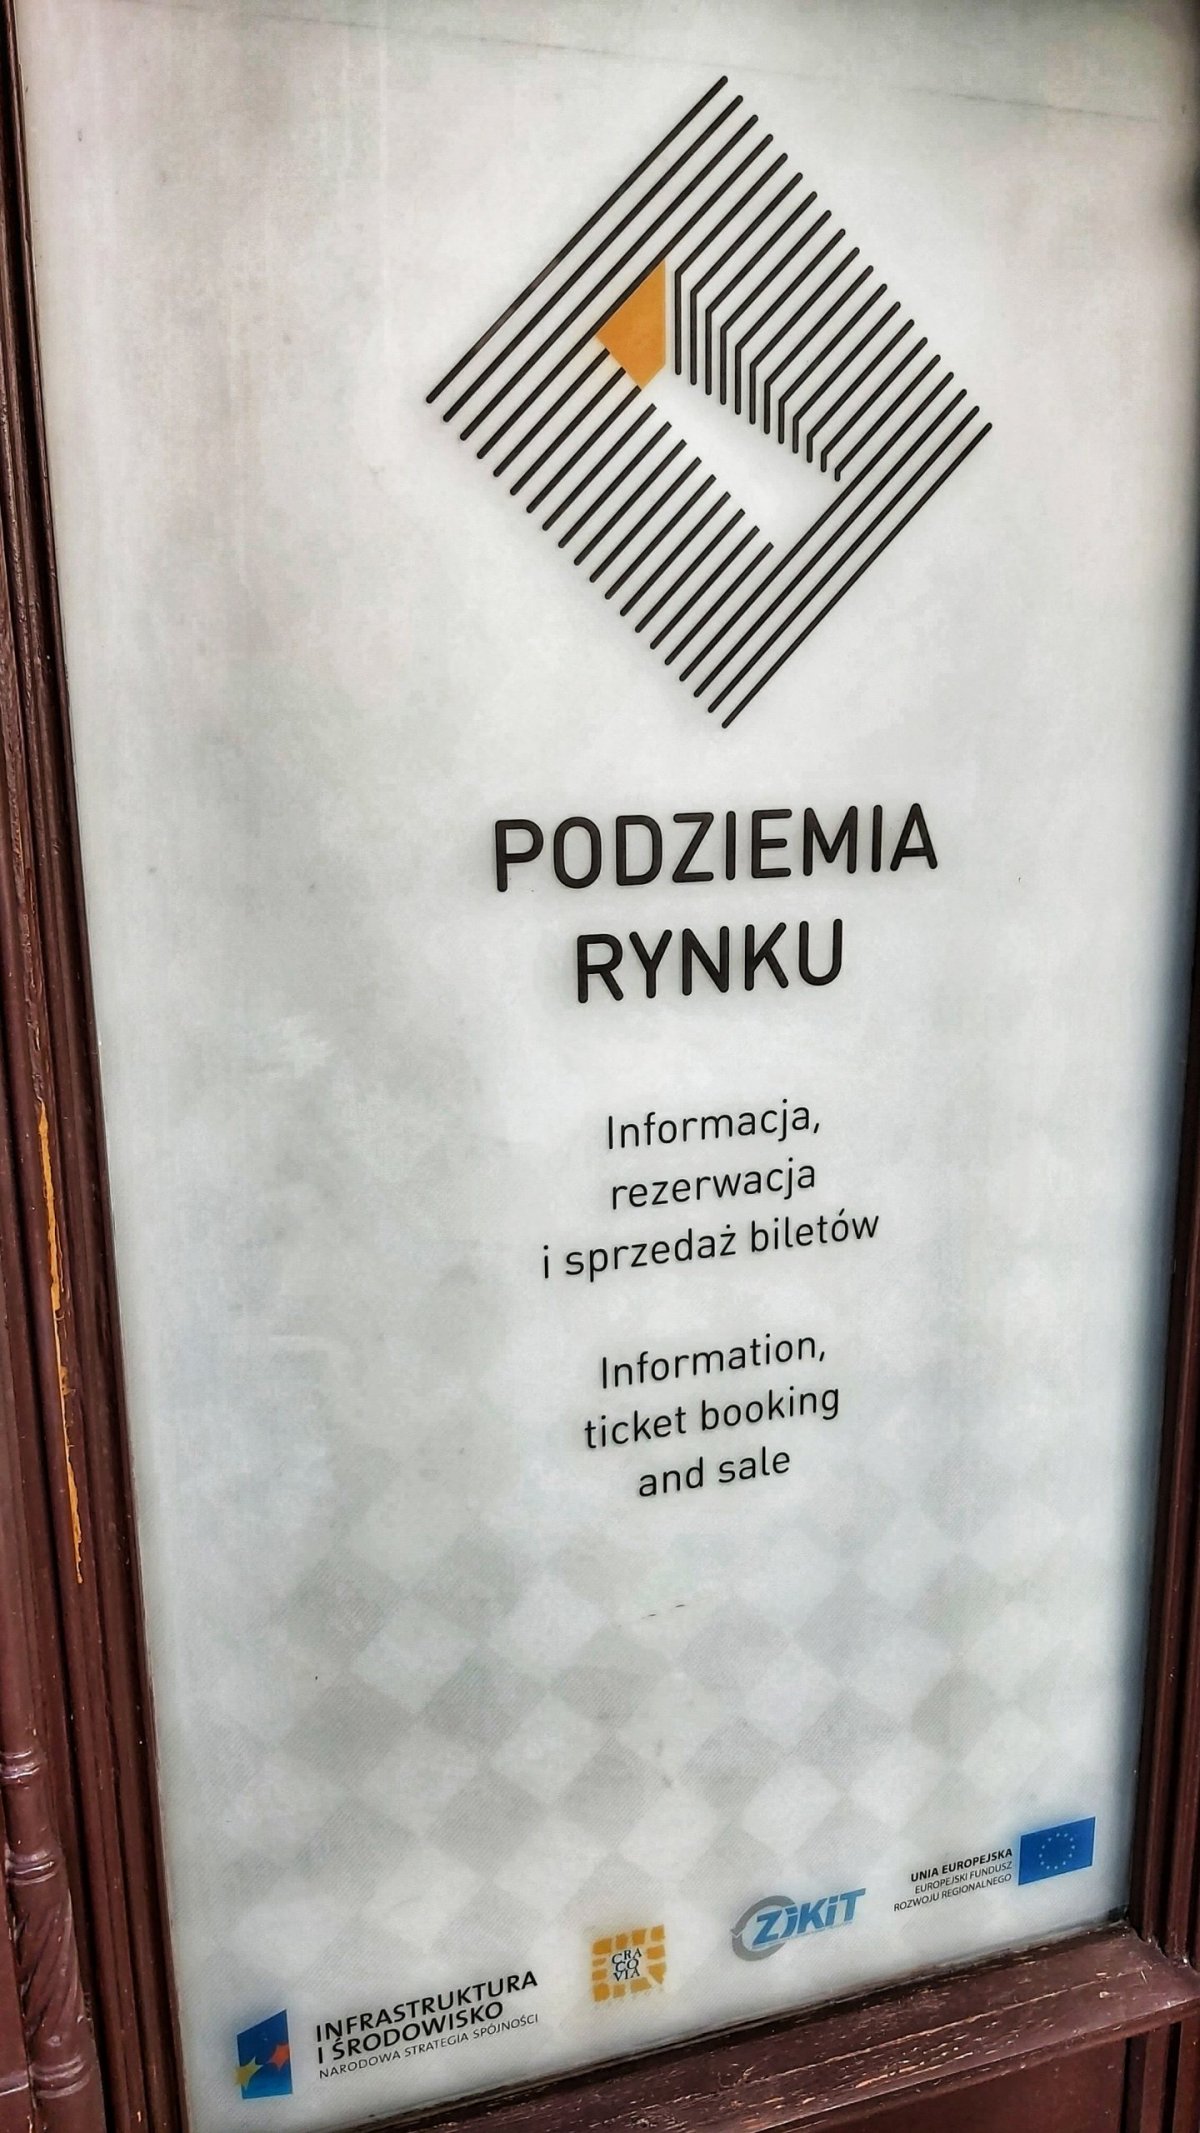 PODZIEMIA
RYNKU
Informacja,
rezerwacja
i sprzedaż biletów
Information,
ticket booking
and sale
INFRASTRUKTURA
I ŚRODOWISKO
NARODOWA STRATEGIA SPÓJNOŚCI
CRA
CO
VIA
ZiKiT
UNIA EUROPEJSKA
EUROPEJSKI FUNDUSZ
ROZWOJU REGIONALNEGO